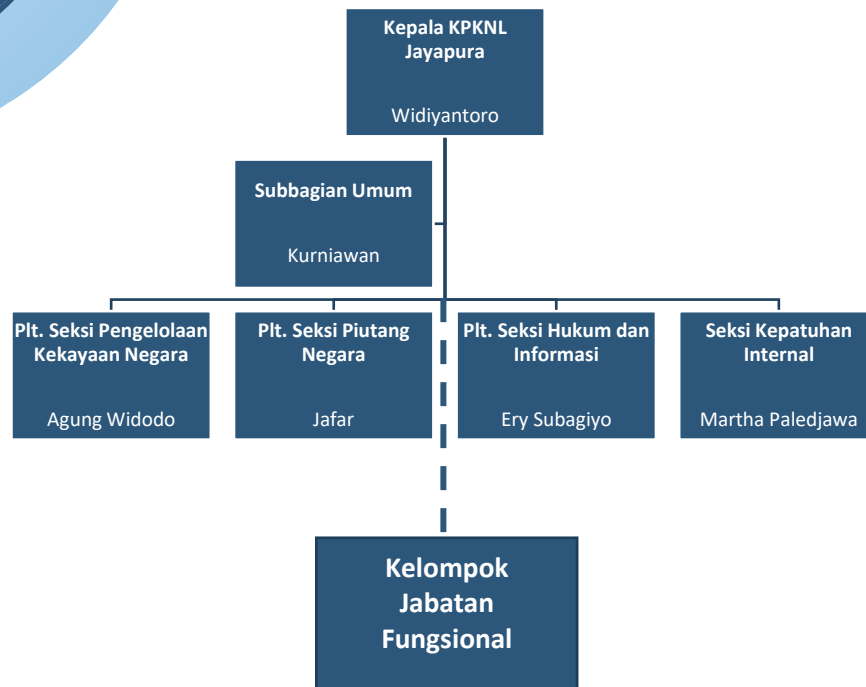 Kepala KPKNL
Jayapura
Widiyantoro
Subbagian Umum
Kurniawan
Plt. Seksi Pengelolaan
Kekayaan Negara
Agung Widodo
Plt. Seksi Piutang
Negara
Jafar
Plt. Seksi Hukum dan
Informasi
Ery Subagiyo
Seksi Kepatuhan
Internal
Martha Paledjawa
Kelompok
Jabatan
Fungsional